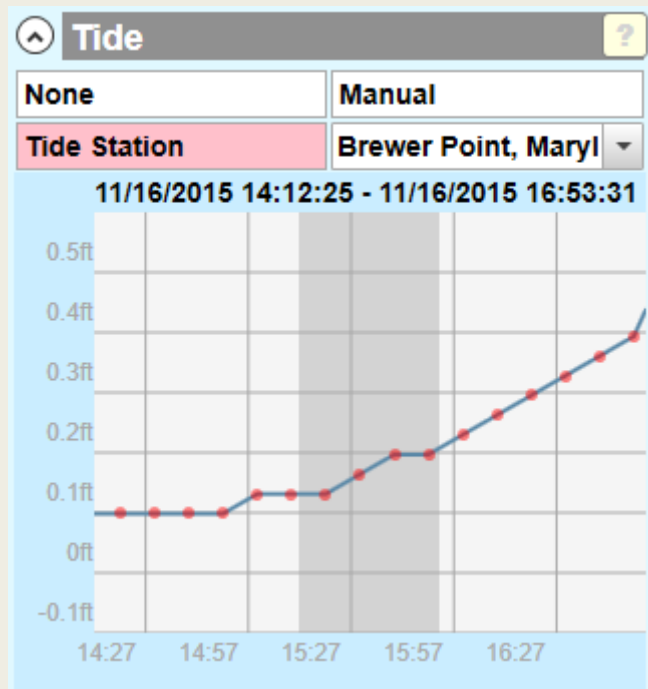 Tide ?
None Manual
Tide Station Brewer Point, Maryl
11/16/2015 14:12:25 - 11/16/2015 16:53:31
0.5ft
0.4ft
0.3ft
0.2ft
0.1ft
0ft
-0.1ft
14:27 14:57 15:27 15:57 16:27